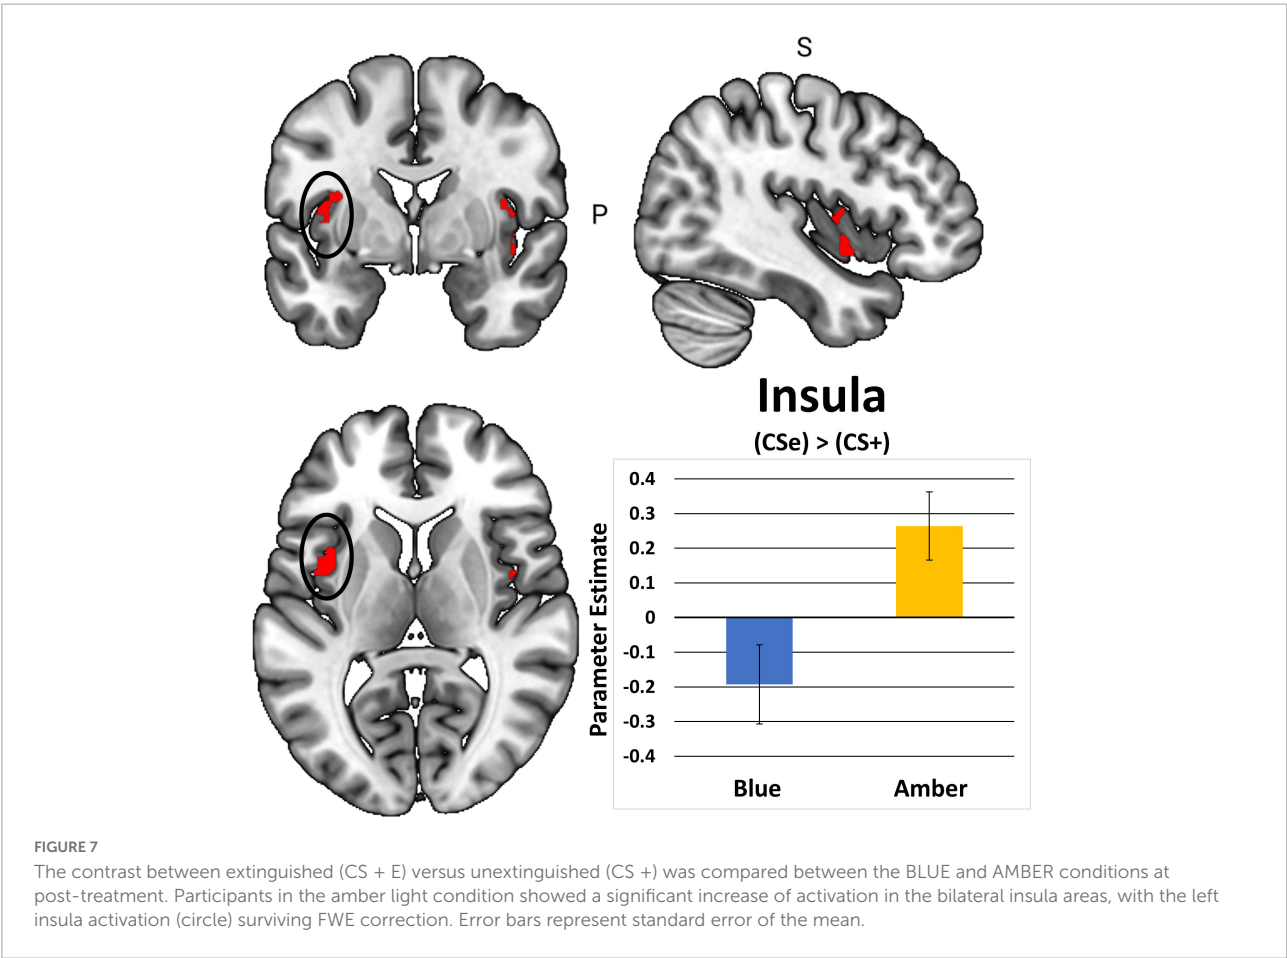 S
P
Insula
(CSe) > (CS+)
Parameter Estimate
0.4
0.3
0.2
0.1
0
-0.1
-0.2
-0.3
-0.4
Blue Amber
FIGURE 7
The contrast between extinguished (CS + E) versus unextinguished (CS +) was compared between the BLUE and AMBER conditions at
post-treatment. Participants in the amber light condition showed a significant increase of activation in the bilateral insula areas, with the left
insula activation (circle) surviving FWE correction. Error bars represent standard error of the mean.